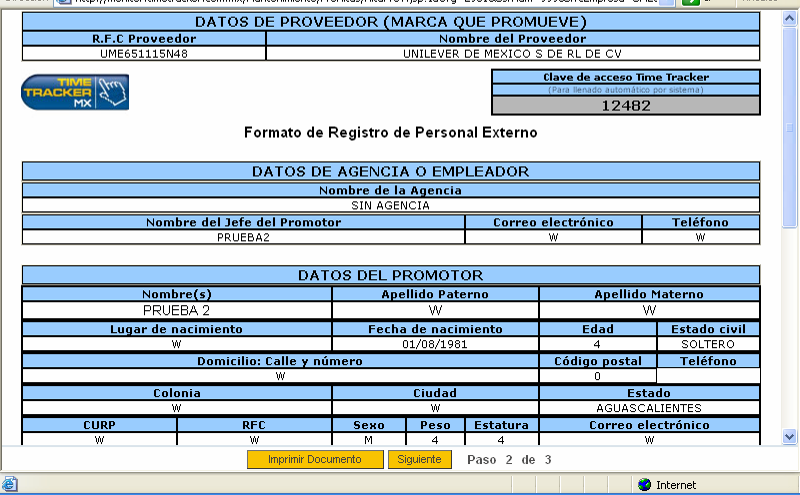 DATOS DE PROVEEDOR (MARCA QUE PROMUEVE)
R.F.C Proveedor Nombre del Proveedor
UME651115N48 UNILEVER DE MEXICO S DE RL DE CV
TIME TRACKER MX
Clave de acceso Time Tracker
(Para llenado automático por sistema)
12482
Formato de Registro de Personal Externo
DATOS DE AGENCIA O EMPLEADOR
Nombre de la Agencia
SIN AGENCIA
Nombre del Jefe del Promotor Correo electrónico Teléfono
PRUEBA2 W W
DATOS DEL PROMOTOR
Nombre(s) Apellido Paterno Apellido Materno
PRUEBA 2 W W
Lugar de nacimiento Fecha de nacimiento Edad Estado civil
W 01/08/1981 4 SOLTERO
Domicilio: Calle y número Código postal Teléfono
W 0
Colonia Ciudad Estado
W W AGUASCALIENTES
CURP RFC Sexo Peso Estatura Correo electrónico
W W M 4 4 W
Imprimir Documento Siguiente Paso 2 de 3
Internet